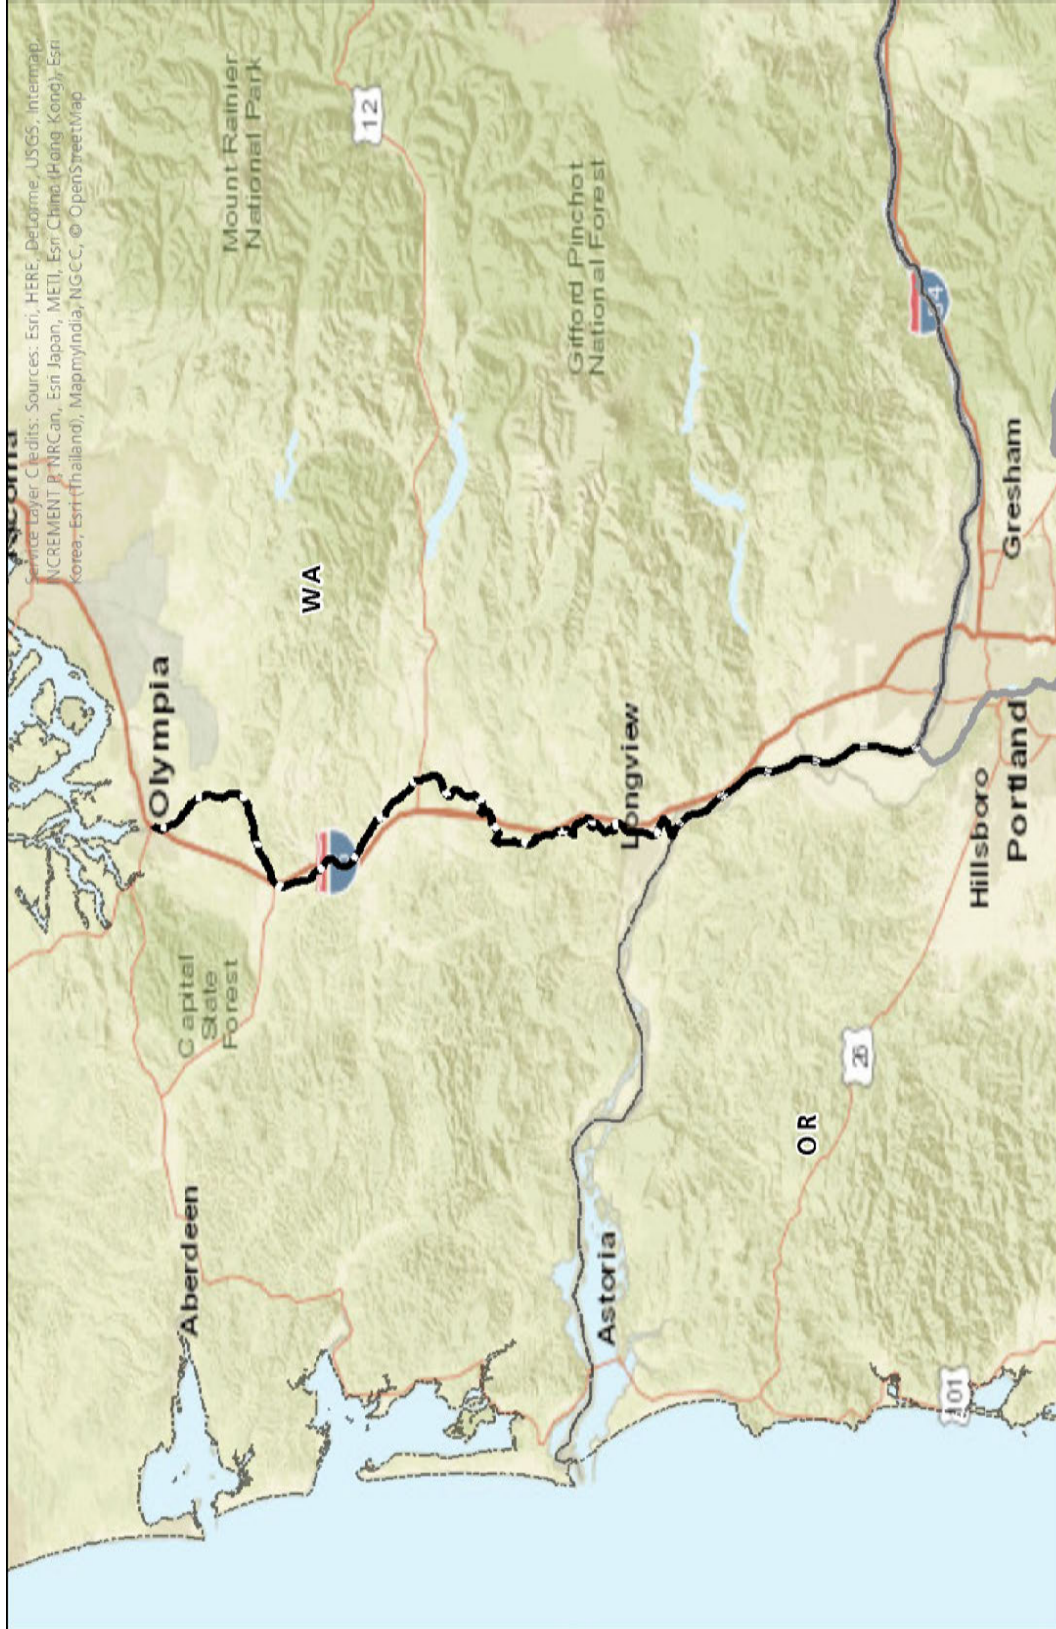 Service Layer Credits: Sources: Esri, HERE, DeLorme, USGS, Intermap,
INCREMENT P, NRCan, Esri Japan, METI, Esri China (Hong Kong), Esri
Korea, Esri (Thailand), MapmyIndia, NGCC, © OpenStreetMap
Olympia
Mount Rainier
National Park
12
WA
Capital
State
Forest
Aberdeen
Gifford Pinchot
National Forest
Longview
Astoria
OR
26
84
101
Hillsboro
Portland
Gresham